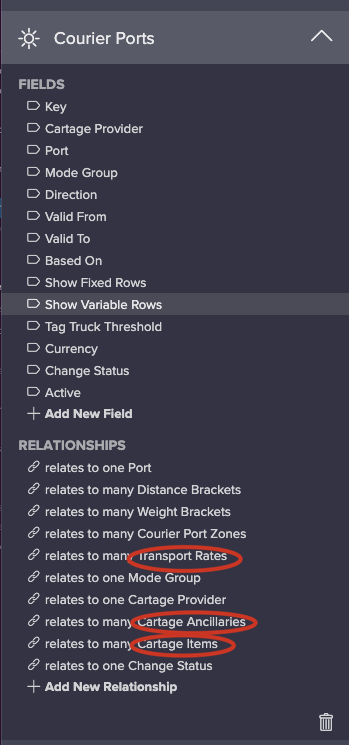 Courier Ports
FIELDS
Key
Cartage Provider
Port
Mode Group
Direction
Valid From
Valid To
Based On
Show Fixed Rows
Show Variable Rows
Tag Truck Threshold
Currency
Change Status
Active
Add New Field
RELATIONSHIPS
relates to one Port
relates to many Distance Brackets
relates to many Weight Brackets
relates to many Courier Port Zones
relates to many Transport Rates
relates to one Mode Group
relates to one Cartage Provider
relates to many Cartage Ancillaries
relates to many Cartage Items
relates to one Change Status
Add New Relationship